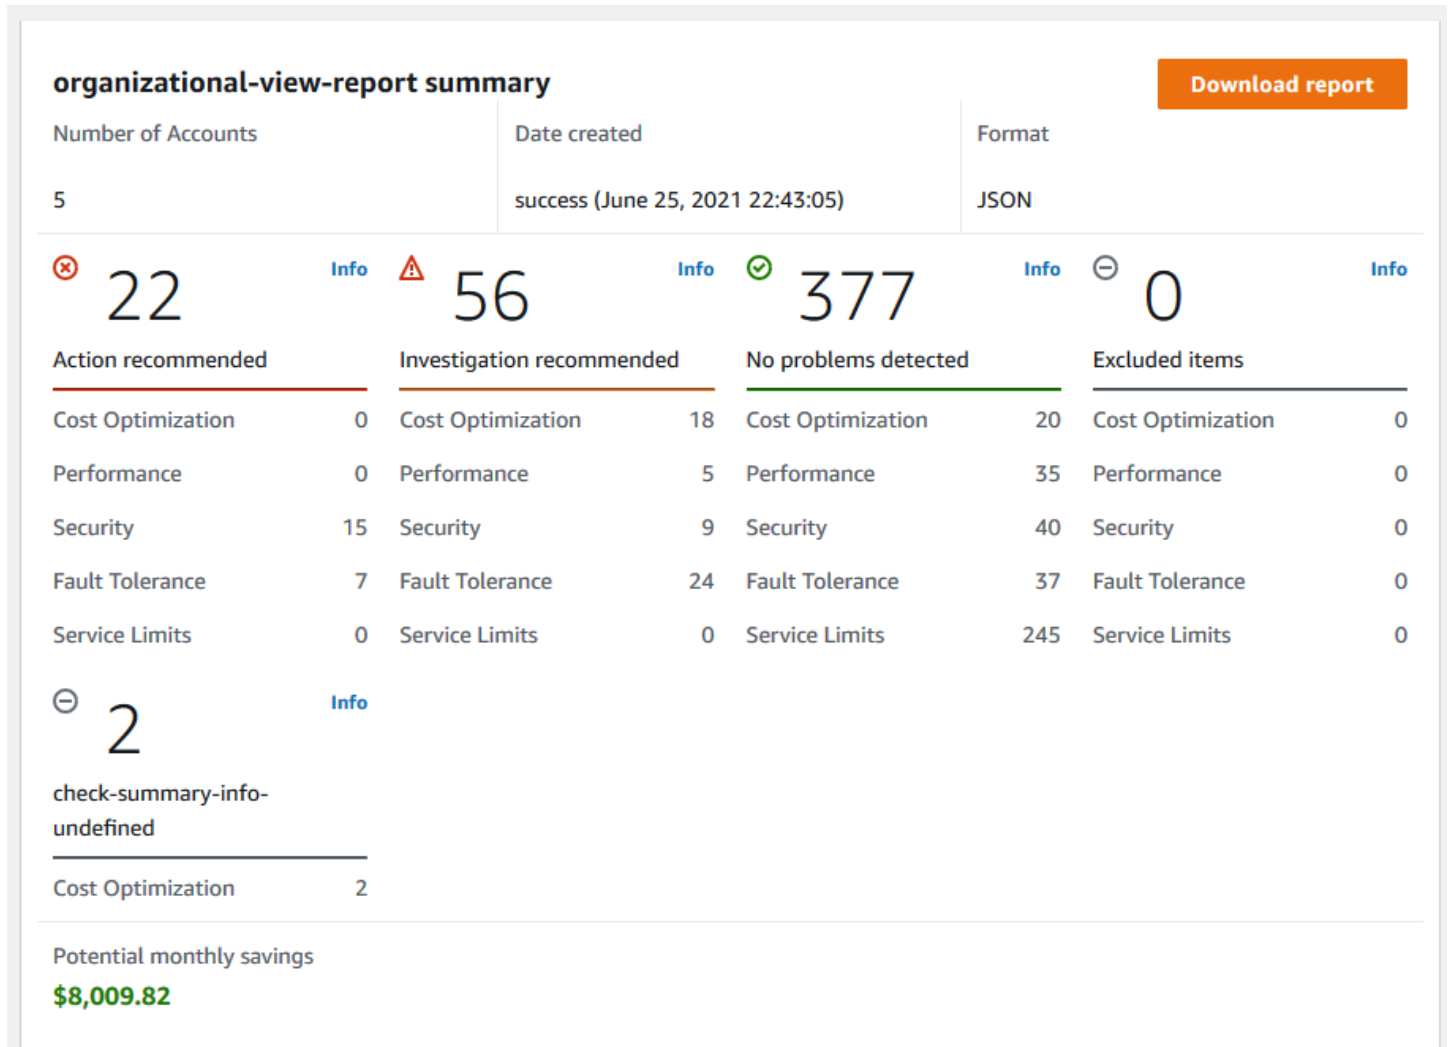 organizational-view-report summary
Download report
Number of Accounts
Date created
Format
5
success (June 25, 2021 22:43:05)
JSON
22
Info
Action recommended
Cost Optimization 0
Performance 0
Security 15
Fault Tolerance 7
Service Limits 0
56
Info
Investigation recommended
Cost Optimization 18
Performance 5
Security 9
Fault Tolerance 24
Service Limits 0
377
Info
No problems detected
Cost Optimization 20
Performance 35
Security 40
Fault Tolerance 37
Service Limits 245
0
Info
Excluded items
Cost Optimization 0
Performance 0
Security 0
Fault Tolerance 0
Service Limits 0
2
Info
check-summary-info-
undefined
Cost Optimization 2
Potential monthly savings
$8,009.82